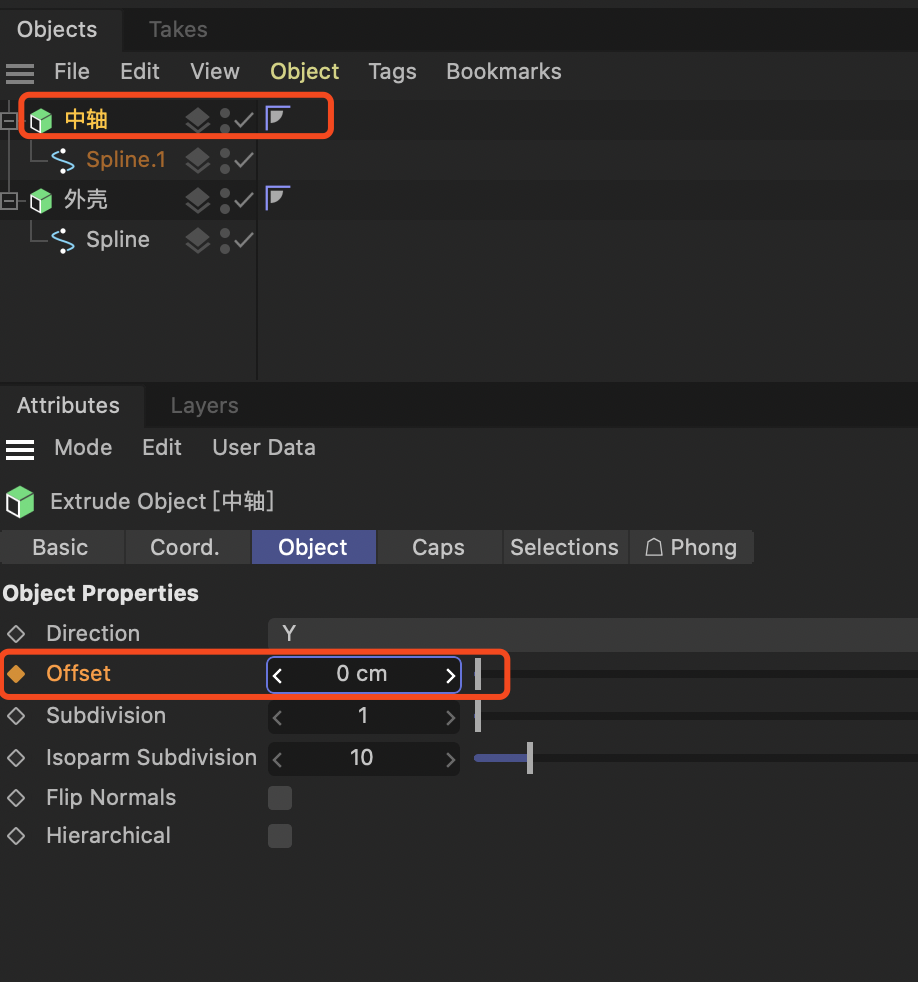 Objects Takes
File Edit View Object Tags Bookmarks
中轴
Spline.1
外壳
Spline
Attributes Layers
Mode Edit User Data
Extrude Object [中轴]
Basic Coord. Object Caps Selections Phong
Object Properties
Direction Y
Offset 0 cm
Subdivision 1
Isoparm Subdivision 10
Flip Normals
Hierarchical